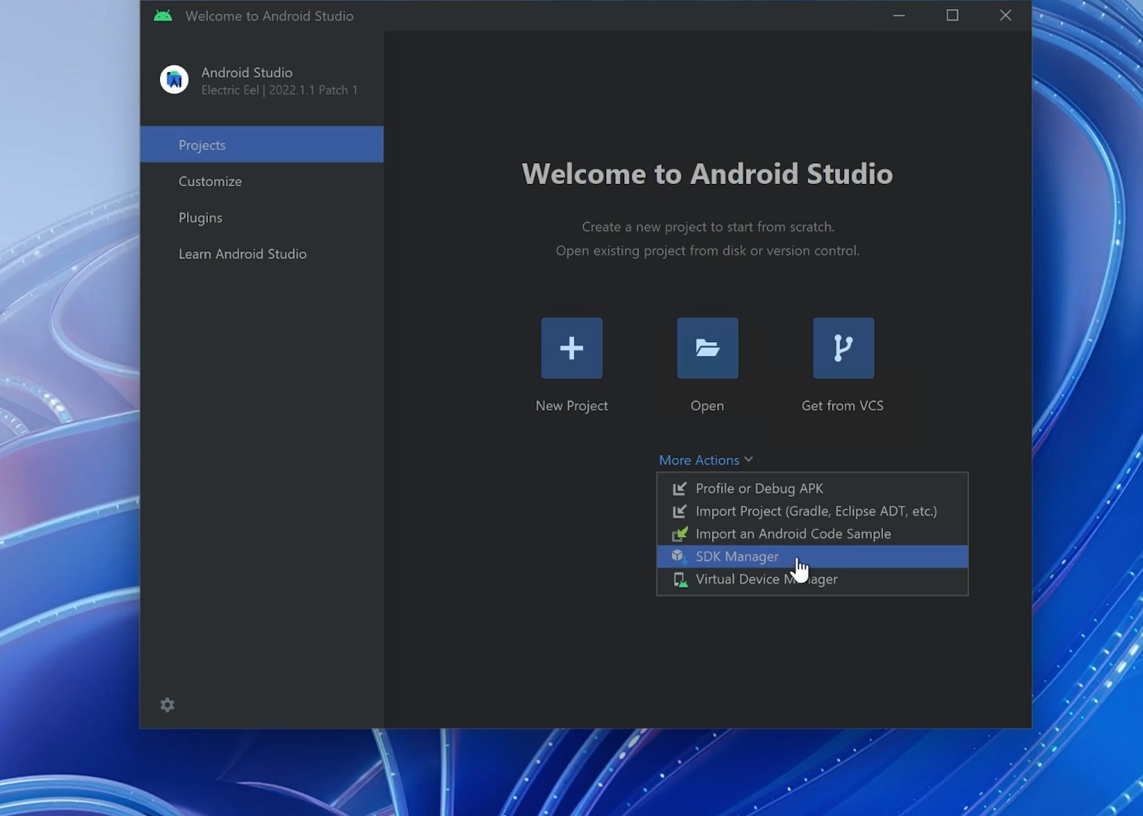 Welcome to Android Studio
Android Studio
Electric Eel | 2022.1.1 Patch 1
Projects
Customize
Plugins
Learn Android Studio
Welcome to Android Studio
Create a new project to start from scratch.
Open existing project from disk or version control.
New Project
Open
Get from VCS
More Actions
Profile or Debug APK
Import Project (Gradle, Eclipse ADT, etc.)
Import an Android Code Sample
SDK Manager
Virtual Device Manager